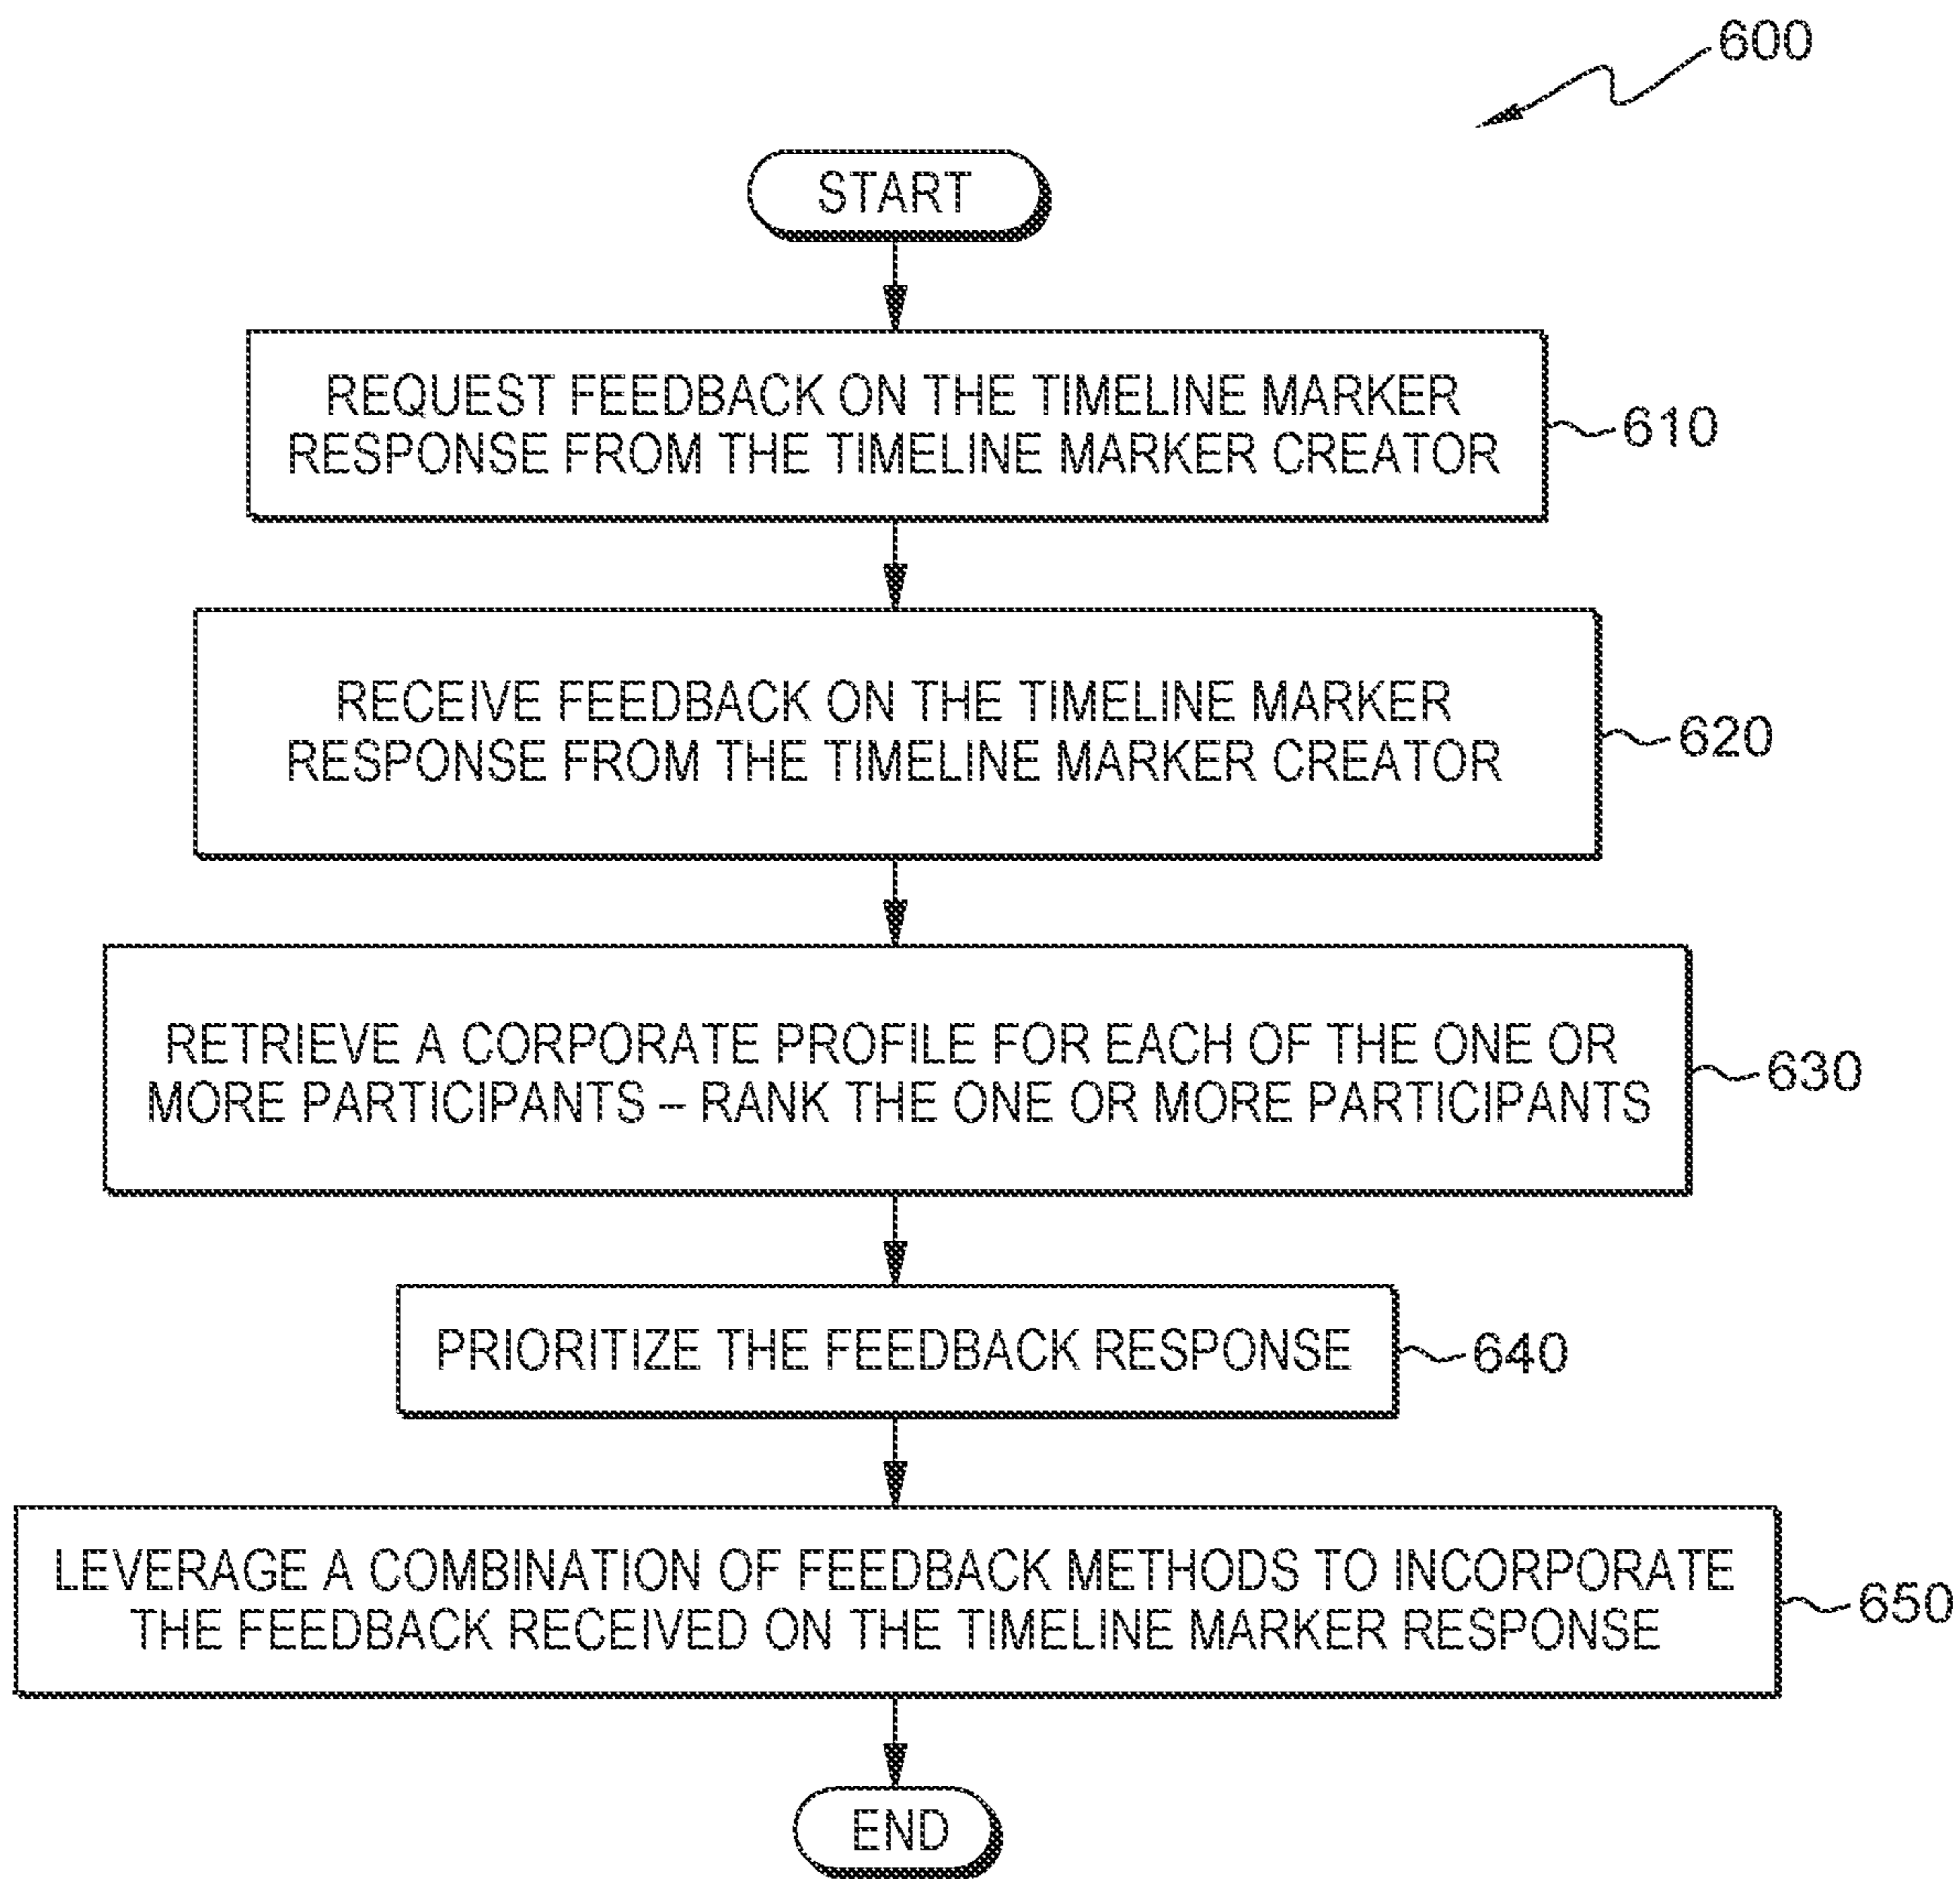 600
START
REQUEST FEEDBACK ON THE TIMELINE MARKER
RESPONSE FROM THE TIMELINE MARKER CREATOR
610
RECEIVE FEEDBACK ON THE TIMELINE MARKER
RESPONSE FROM THE TIMELINE MARKER CREATOR
620
RETRIEVE A CORPORATE PROFILE FOR EACH OF THE ONE OR
MORE PARTICIPANTS – RANK THE ONE OR MORE PARTICIPANTS
630
PRIORITIZE THE FEEDBACK RESPONSE
640
LEVERAGE A COMBINATION OF FEEDBACK METHODS TO INCORPORATE
THE FEEDBACK RECEIVED ON THE TIMELINE MARKER RESPONSE
650
END